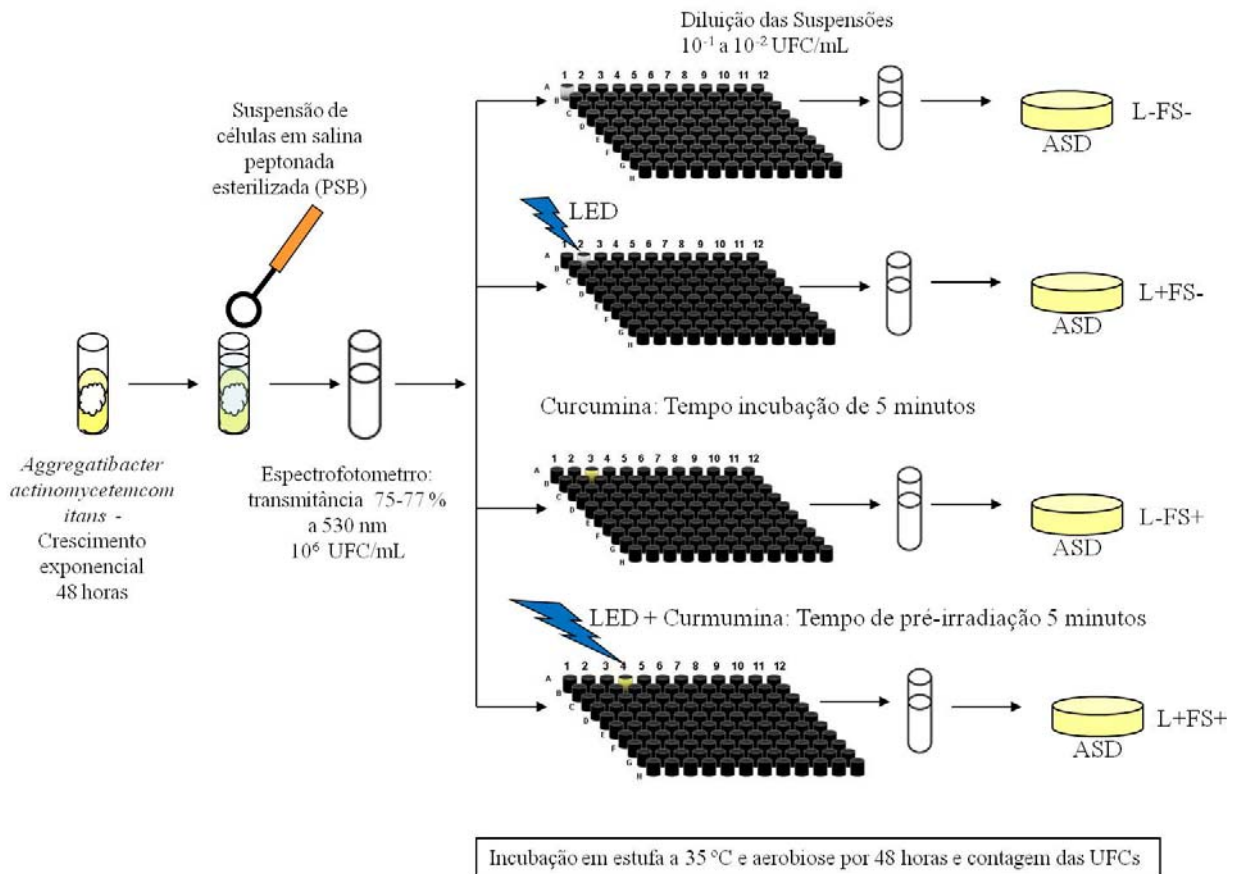 Diluição das Suspensões
10⁻¹ a 10⁻² UFC/mL
Suspensão de
células em salina
peptonada
esterilizada (PSB)
1 2 3 4 5 6 7 8 9 10 11 12
A
B
C
D
E
F
G
H
L-FS-
ASD
LED
1 2 3 4 5 6 7 8 9 10 11 12
A
B
C
D
E
F
G
H
L+FS-
ASD
Aggregatibacter
actinomycetemcom
itans -
Crescimento
exponencial
48 horas
Espectrofotometrro:
transmitância 75-77 %
a 530 nm
10⁶ UFC/mL
Curcumina: Tempo incubação de 5 minutos
1 2 3 4 5 6 7 8 9 10 11 12
A
B
C
D
E
F
G
H
L-FS+
ASD
LED + Curmumina: Tempo de pré-irradiação 5 minutos
1 2 3 4 5 6 7 8 9 10 11 12
A
B
C
D
E
F
G
H
L+FS+
ASD
Incubação em estufa a 35 ºC e aerobiose por 48 horas e contagem das UFCs